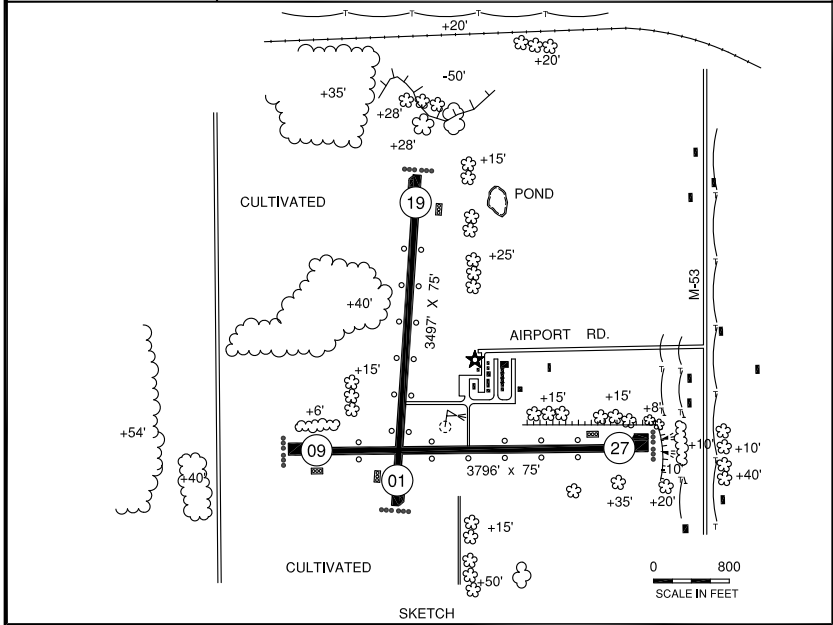 +20'
+20'
+35'
-50'
+28'
+28'
+15'
19
POND
CULTIVATED
+25'
M-53
+40'
3497' X 75'
AIRPORT RD.
+15'
+15'
+15'
+8'
+6'
+54'
09
27
+10'
+10'
3796' x 75'
-10'
+40'
+40'
01
+35'
+20'
+15'
CULTIVATED
+50'
0 800
SCALE IN FEET
SKETCH
T
T
T
T
T
T
T
T
T